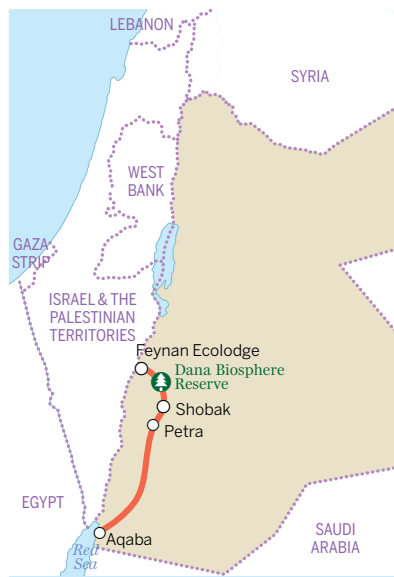 LEBANON
SYRIA
WEST
BANK
GAZA
STRIP
ISRAEL & THE
PALESTINIAN
TERRITORIES
Feynan Ecolodge
Dana Biosphere
Reserve
Shobak
Petra
EGYPT
Aqaba
Red
Sea
SAUDI
ARABIA